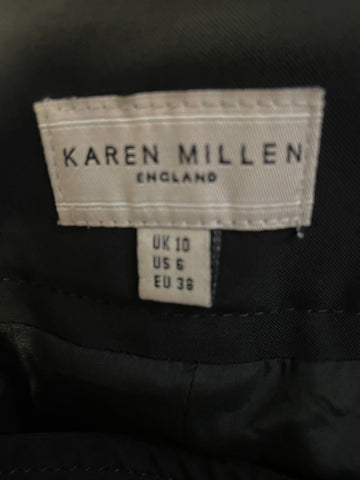 KAREN MILLEN
ENGLAND
UK 10
US 6
EU 38